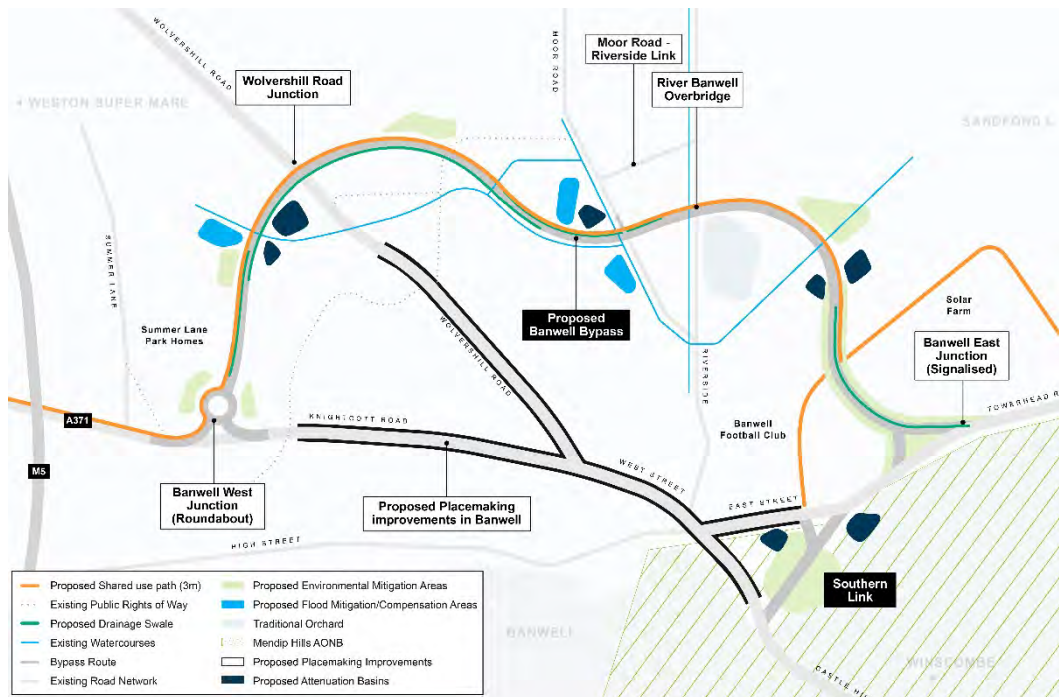 WOLVERSHILL ROAD
MOOR ROAD
Moor Road -
Riverside Link
Wolvershill Road
Junction
River Banwell
Overbridge
WESTON SUPER MARE
SANDFORD L
SUMMER LANE
Summer Lane
Park Homes
Proposed
Banwell Bypass
Solar
Farm
WOLVERSHILL ROAD
RIVERSIDE
Banwell East
Junction
(Signalised)
TOWERHEAD R
A371
KNIGHTCOTT ROAD
Banwell
Football Club
M5
WEST STREET
Banwell West
Junction
(Roundabout)
Proposed Placemaking
improvements in Banwell
EAST STREET
HIGH STREET
Southern
Link
BANWELL
WINSCOMBE
CASTLE HI
Proposed Shared use path (3m)
Existing Public Rights of Way
Proposed Drainage Swale
Existing Watercourses
Bypass Route
Existing Road Network
Proposed Environmental Mitigation Areas
Proposed Flood Mitigation/Compensation Areas
Traditional Orchard
Mendip Hills AONB
Proposed Placemaking Improvements
Proposed Attenuation Basins